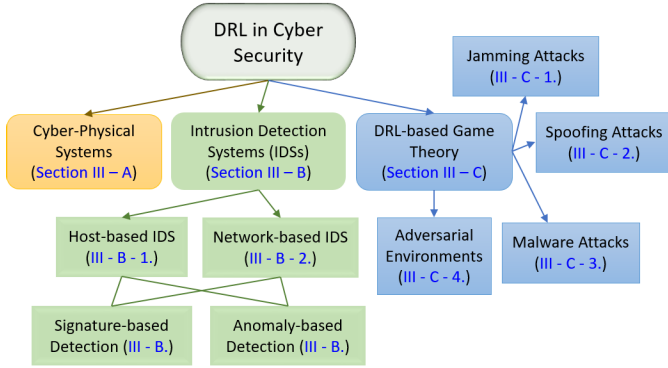 DRL in Cyber
Security
Cyber-Physical
Systems
(Section III – A)
Intrusion Detection
Systems (IDSs)
(Section III – B)
DRL-based Game
Theory
(Section III – C)
Jamming Attacks
(III - C - 1.)
Spoofing Attacks
(III - C - 2.)
Malware Attacks
(III - C - 3.)
Adversarial
Environments
(III - C - 4.)
Host-based IDS
(III - B - 1.)
Network-based IDS
(III - B - 2.)
Signature-based
Detection (III - B.)
Anomaly-based
Detection (III - B.)